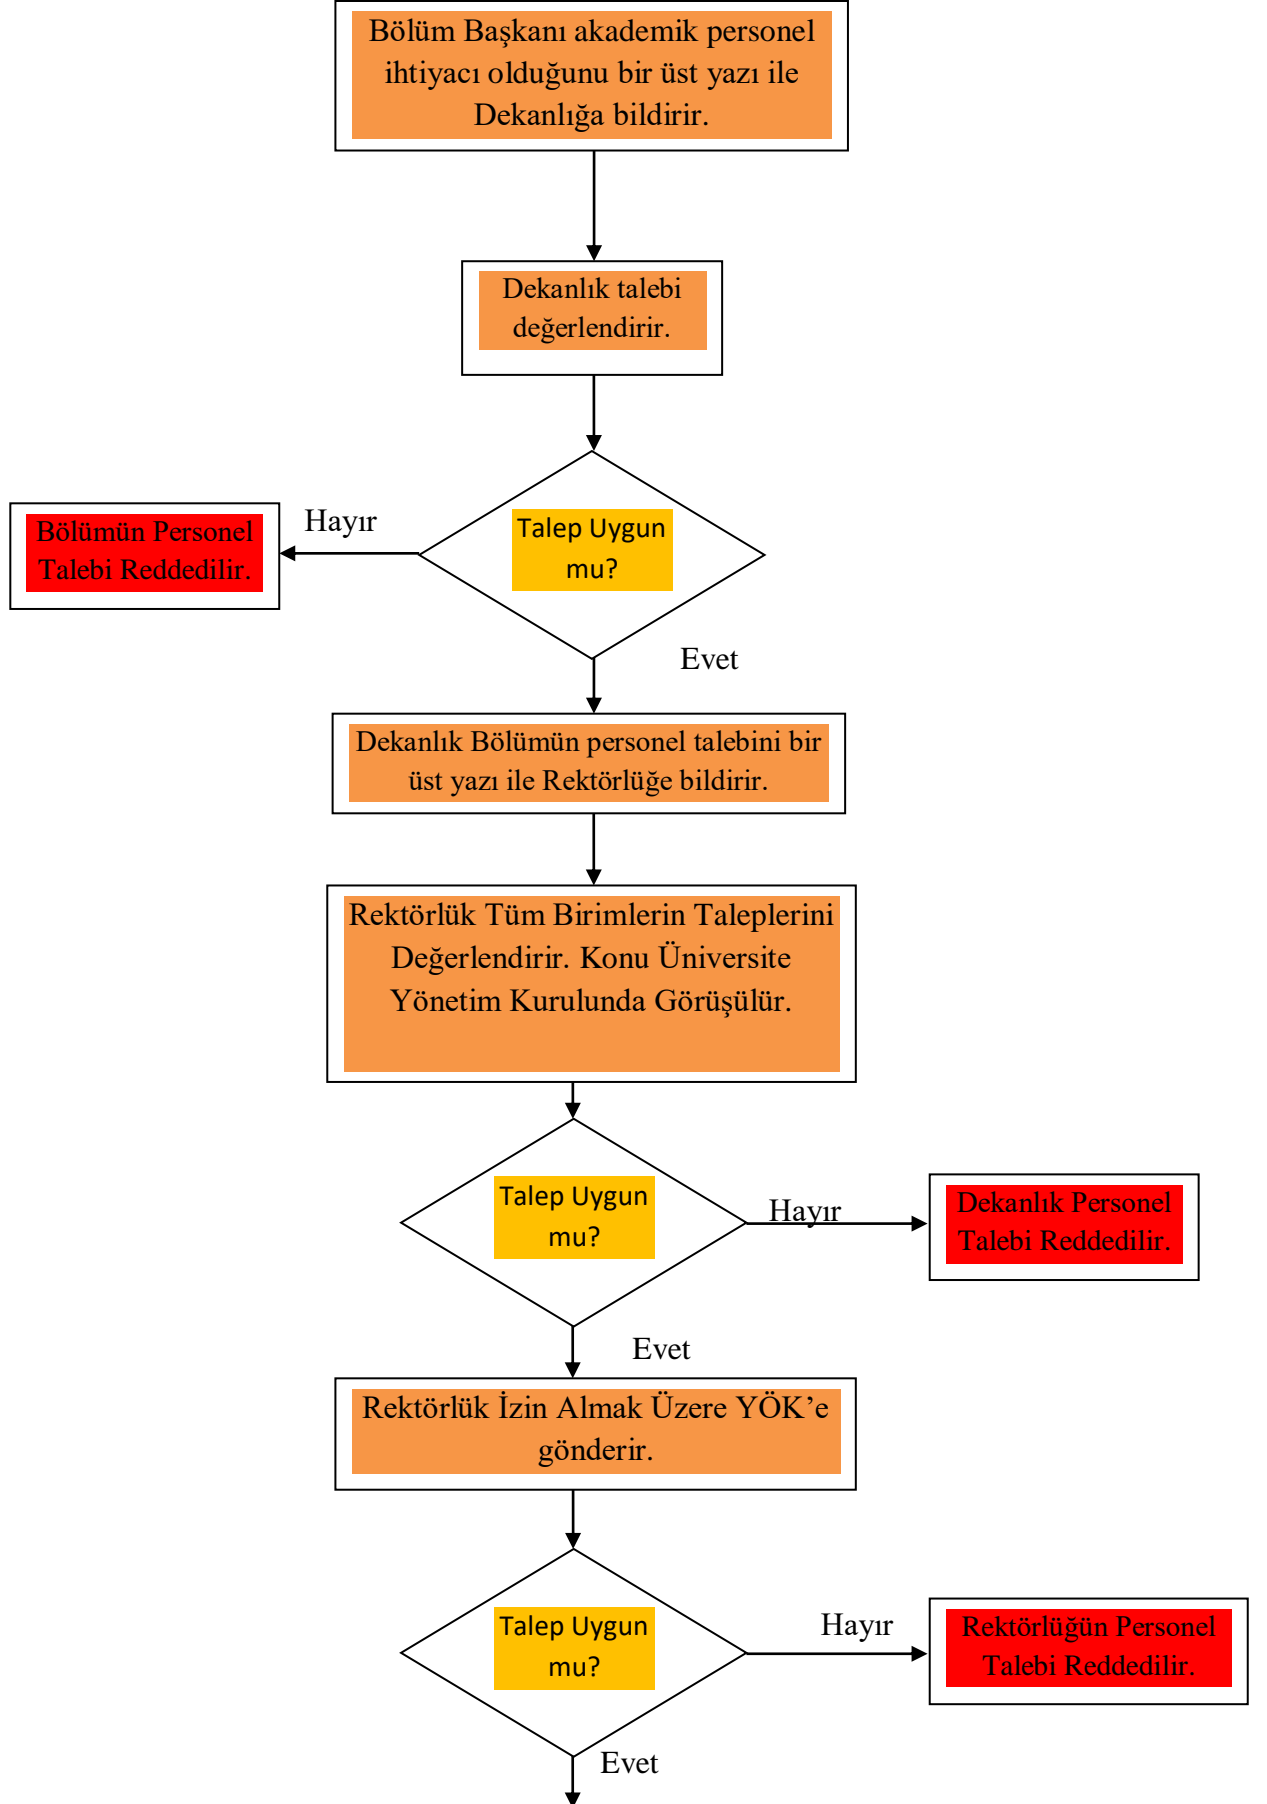 Bölüm Başkanı akademik personel
ihtiyacı olduğunu bir üst yazı ile
Dekanlığa bildirir.
Dekanlık talebi
değerlendirir.
Hayır
Bölümün Personel
Talebi Reddedilir.
Talep Uygun
mu?
Evet
Dekanlık Bölümün personel talebini bir
üst yazı ile Rektörlüğe bildirir.
Rektörlük Tüm Birimlerin Taleplerini
Değerlendirir. Konu Üniversite
Yönetim Kurulunda Görüşülür.
Talep Uygun
mu?
Hayır
Dekanlık Personel
Talebi Reddedilir.
Evet
Rektörlük İzin Almak Üzere YÖK’e
gönderir.
Talep Uygun
mu?
Hayır
Rektörlüğün Personel
Talebi Reddedilir.
Evet